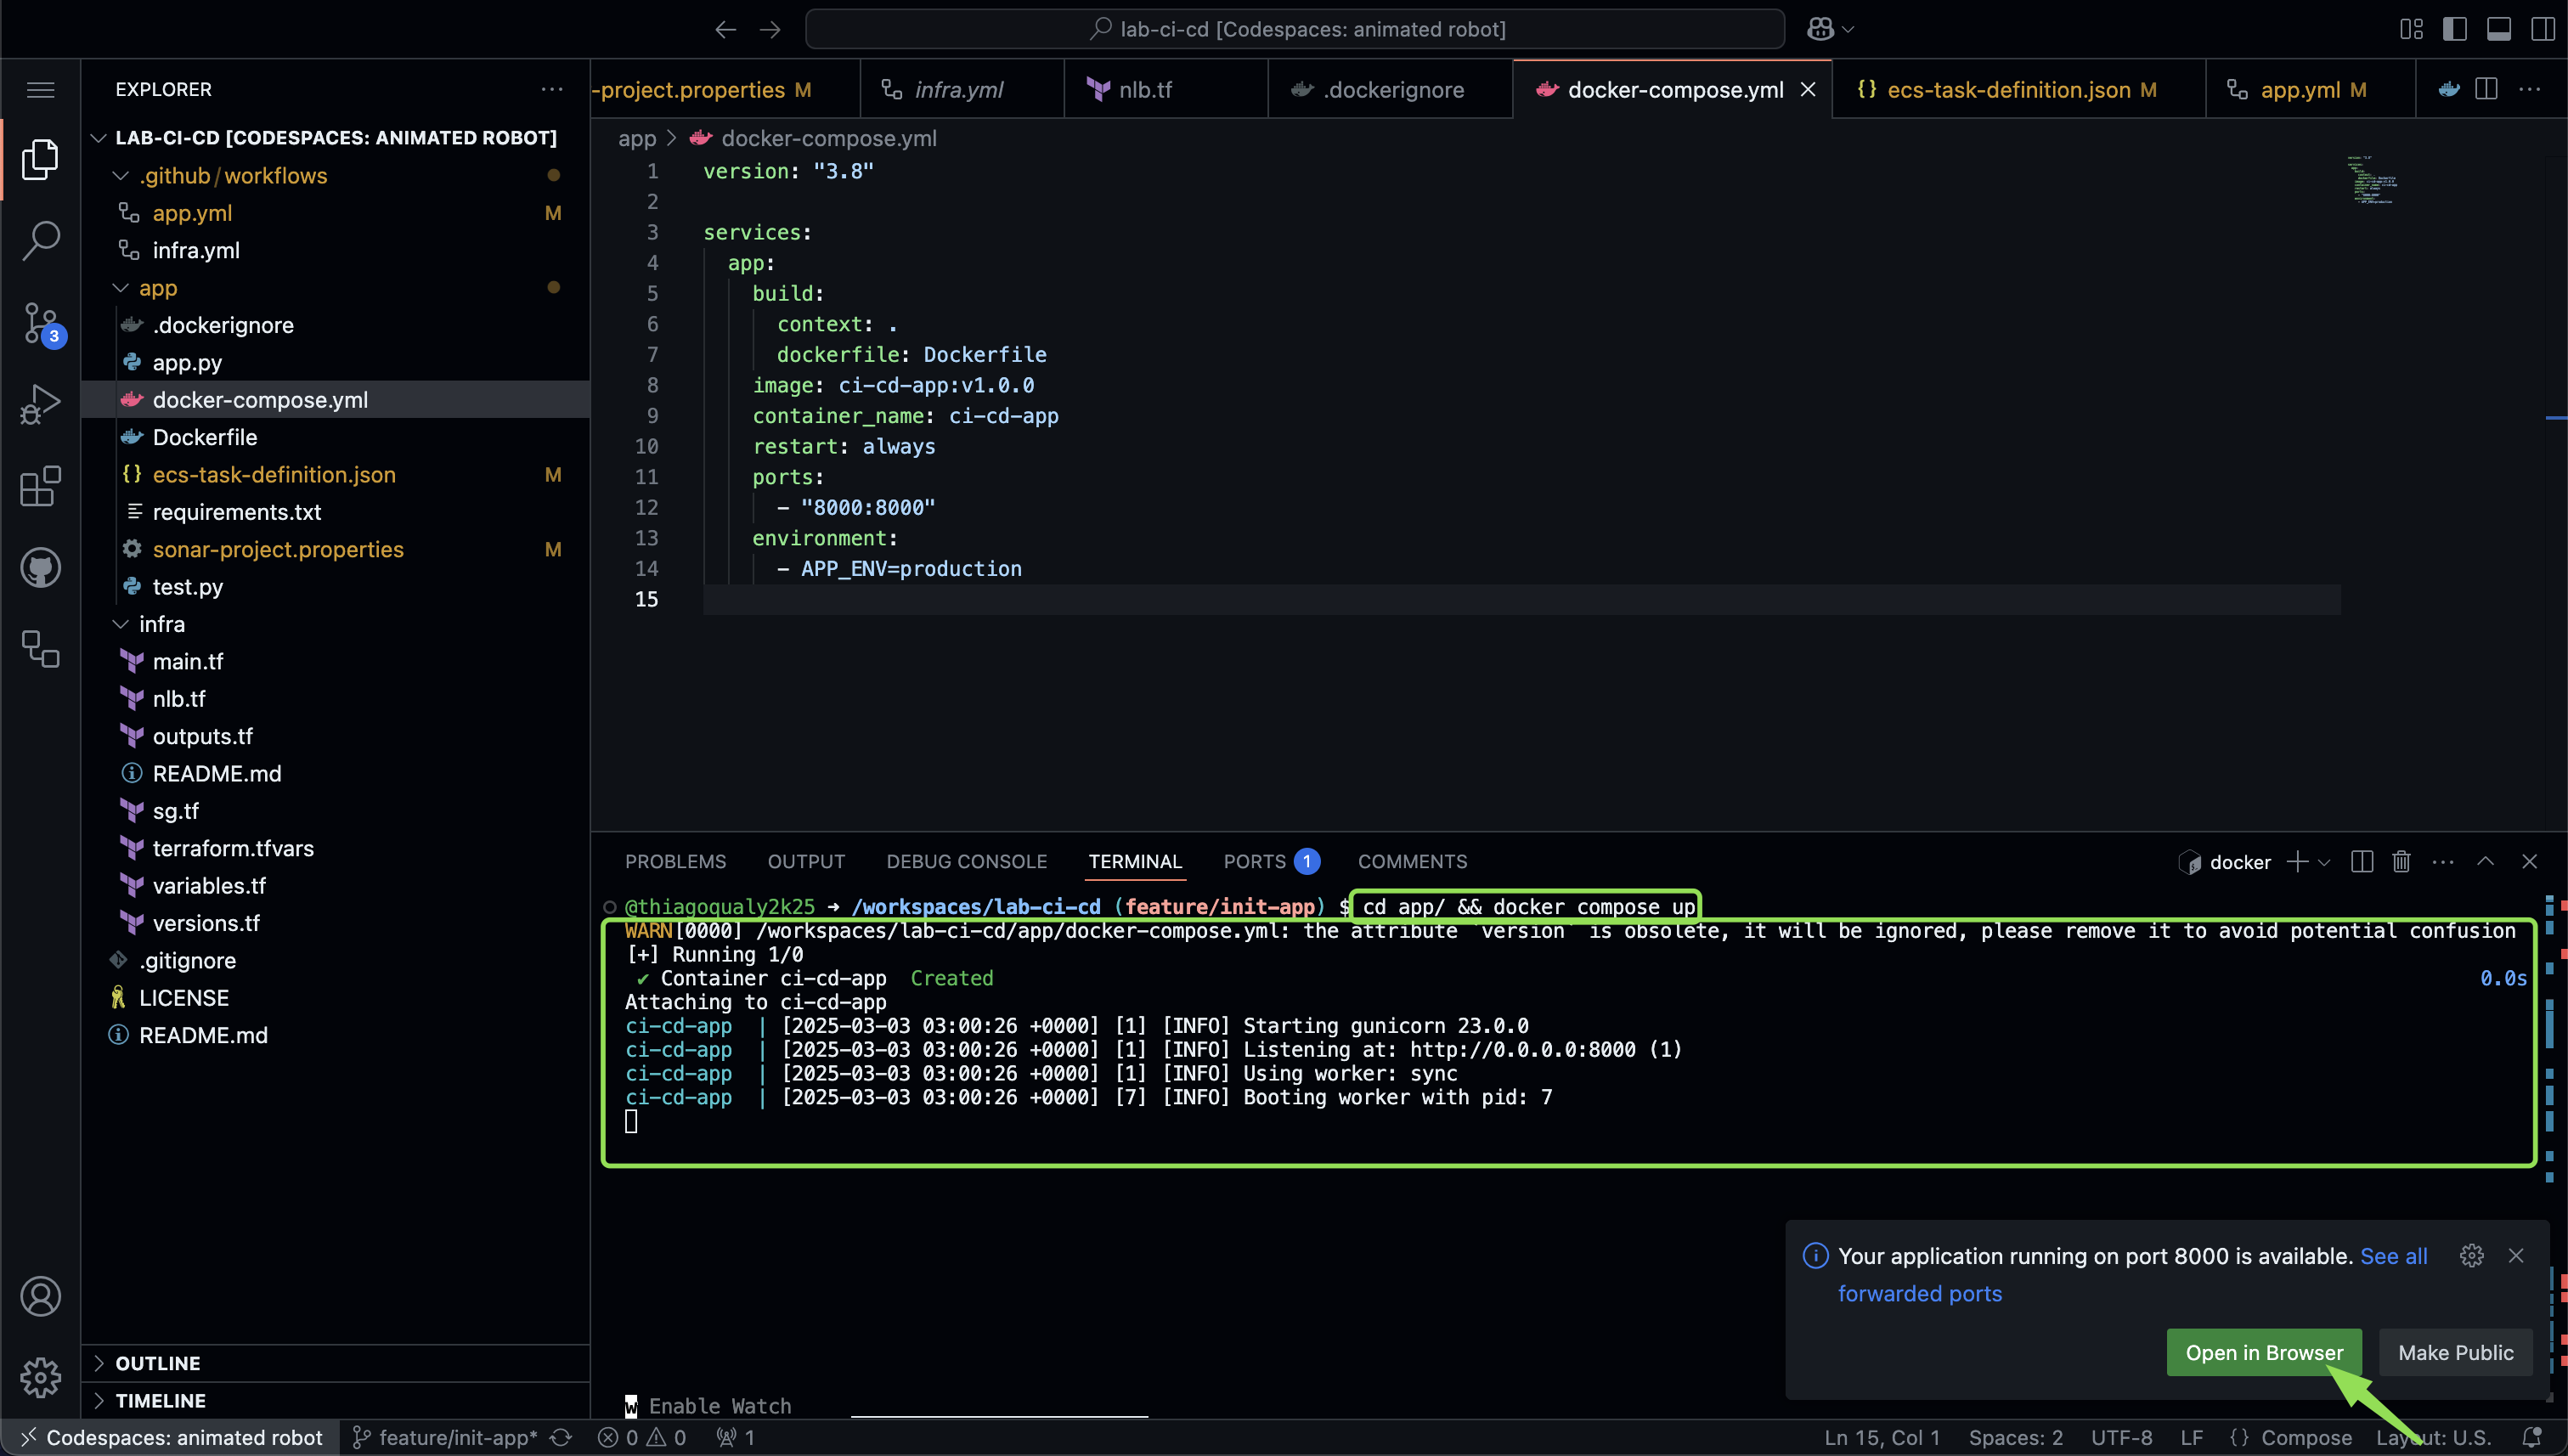 lab-ci-cd [Codespaces: animated robot]
EXPLORER
LAB-CI-CD [CODESPACES: ANIMATED ROBOT]
.github/workflows
app.yml M
infra.yml
app
.dockerignore
app.py
docker-compose.yml
Dockerfile
{} ecs-task-definition.json M
requirements.txt
sonar-project.properties M
test.py
infra
main.tf
nlb.tf
outputs.tf
README.md
sg.tf
terraform.tfvars
variables.tf
versions.tf
.gitignore
LICENSE
README.md
OUTLINE
TIMELINE
3
-project.properties M
infra.yml
nlb.tf
.dockerignore
docker-compose.yml
{} ecs-task-definition.json M
app.yml M
app > docker-compose.yml
1 version: "3.8"
2
3 services:
4 app:
5 build:
6 context: .
7 dockerfile: Dockerfile
8 image: ci-cd-app:v1.0.0
9 container_name: ci-cd-app
10 restart: always
11 ports:
12 - "8000:8000"
13 environment:
14 - APP_ENV=production
15
PROBLEMS OUTPUT DEBUG CONSOLE TERMINAL PORTS 1 COMMENTS
docker
@thiagoqualy2k25 → /workspaces/lab-ci-cd (feature/init-app) $ cd app/ && docker compose up
WARN[0000] /workspaces/lab-ci-cd/app/docker-compose.yml: the attribute `version` is obsolete, it will be ignored, please remove it to avoid potential confusion
[+] Running 1/0
✔ Container ci-cd-app Created 0.0s
Attaching to ci-cd-app
ci-cd-app | [2025-03-03 03:00:26 +0000] [1] [INFO] Starting gunicorn 23.0.0
ci-cd-app | [2025-03-03 03:00:26 +0000] [1] [INFO] Listening at: http://0.0.0.0:8000 (1)
ci-cd-app | [2025-03-03 03:00:26 +0000] [1] [INFO] Using worker: sync
ci-cd-app | [2025-03-03 03:00:26 +0000] [7] [INFO] Booting worker with pid: 7
Your application running on port 8000 is available. See all
forwarded ports
Open in Browser
Make Public
w Enable Watch
Codespaces: animated robot feature/init-app* 0 0 1
Ln 15, Col 1 Spaces: 2 UTF-8 LF {} Compose Layout: U.S.